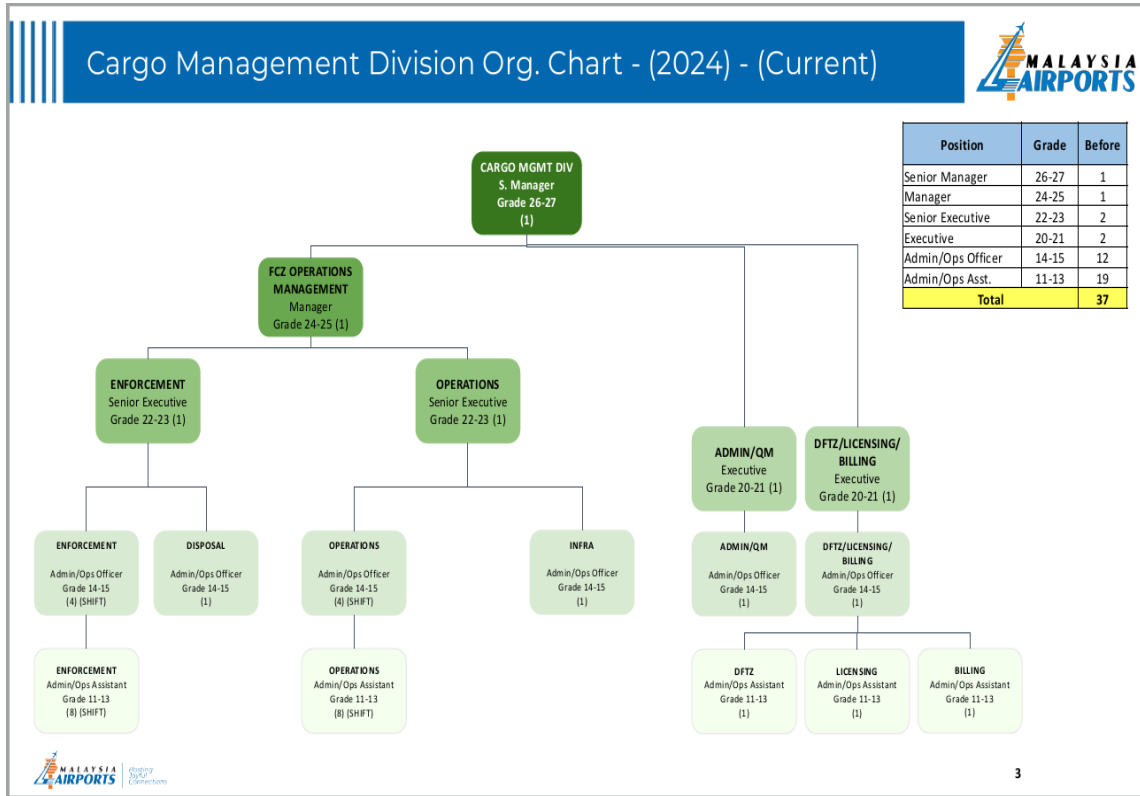 Cargo Management Division Org. Chart - (2024) - (Current)
MALAYSIA
AIRPORTS
Position Grade Before
Senior Manager 26-27 1
Manager 24-25 1
Senior Executive 22-23 2
Executive 20-21 2
Admin/Ops Officer 14-15 12
Admin/Ops Asst. 11-13 19
Total 37
CARGO MGMT DIV
S. Manager
Grade 26-27
(1)
FCZ OPERATIONS
MANAGEMENT
Manager
Grade 24-25 (1)
ENFORCEMENT
Senior Executive
Grade 22-23 (1)
OPERATIONS
Senior Executive
Grade 22-23 (1)
ADMIN/QM
Executive
Grade 20-21 (1)
DFTZ/LICENSING/
BILLING
Executive
Grade 20-21 (1)
ENFORCEMENT
Admin/Ops Officer
Grade 14-15
(4) (SHIFT)
DISPOSAL
Admin/Ops Officer
Grade 14-15
(1)
OPERATIONS
Admin/Ops Officer
Grade 14-15
(4) (SHIFT)
INFRA
Admin/Ops Officer
Grade 14-15
(1)
ADMIN/QM
Admin/Ops Officer
Grade 14-15
(1)
DFTZ/LICENSING/
BILLING
Admin/Ops Officer
Grade 14-15
(1)
ENFORCEMENT
Admin/Ops Assistant
Grade 11-13
(8) (SHIFT)
OPERATIONS
Admin/Ops Assistant
Grade 11-13
(8) (SHIFT)
DFTZ
Admin/Ops Assistant
Grade 11-13
(1)
LICENSING
Admin/Ops Assistant
Grade 11-13
(1)
BILLING
Admin/Ops Assistant
Grade 11-13
(1)
MALAYSIA
AIRPORTS
Hosting
Joyful
Connections
3